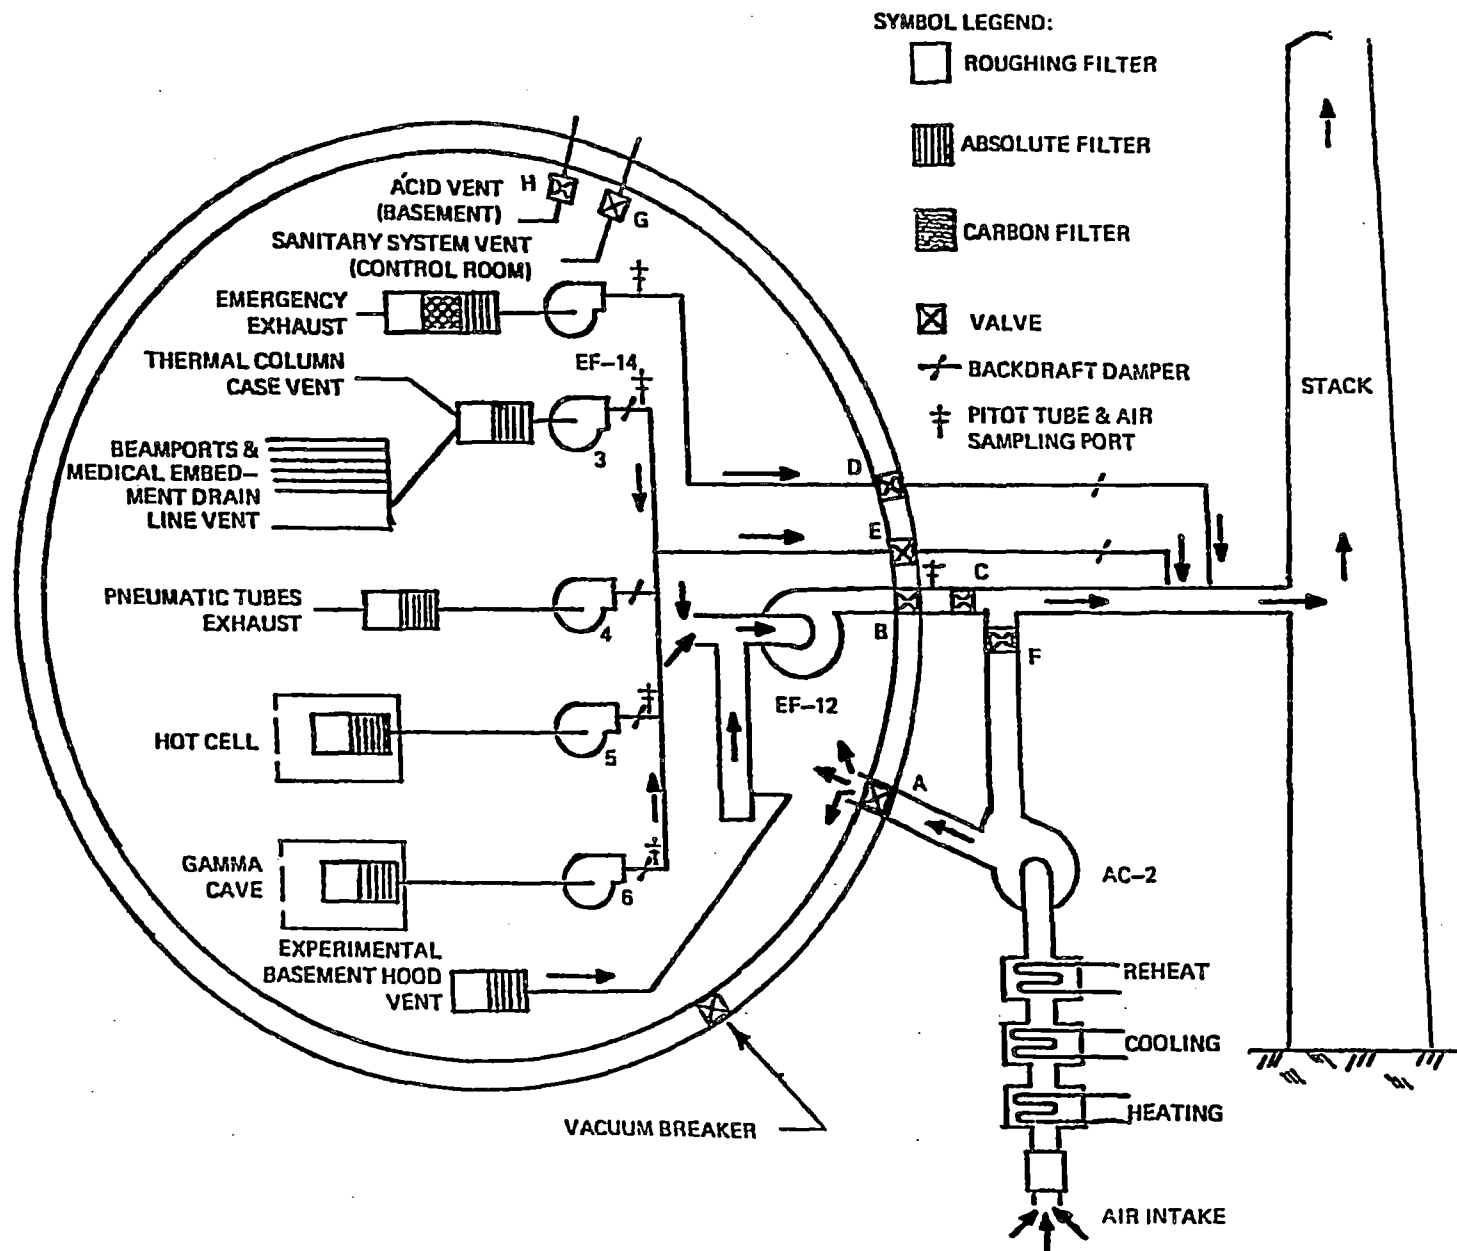 SYMBOL LEGEND:
ROUGHING FILTER
ABSOLUTE FILTER
CARBON FILTER
VALVE
BACKDRAFT DAMPER
PITOT TUBE & AIR
SAMPLING PORT
STACK
ACID VENT
(BASEMENT)
H
G
SANITARY SYSTEM VENT
(CONTROL ROOM)
EMERGENCY
EXHAUST
EF-14
THERMAL COLUMN
CASE VENT
3
BEAMPORTS &
MEDICAL EMBED-
MENT DRAIN
LINE VENT
D
E
C
B
F
PNEUMATIC TUBES
EXHAUST
4
EF-12
HOT CELL
5
A
GAMMA
CAVE
6
AC-2
EXPERIMENTAL
BASEMENT HOOD
VENT
REHEAT
COOLING
HEATING
VACUUM BREAKER
AIR INTAKE